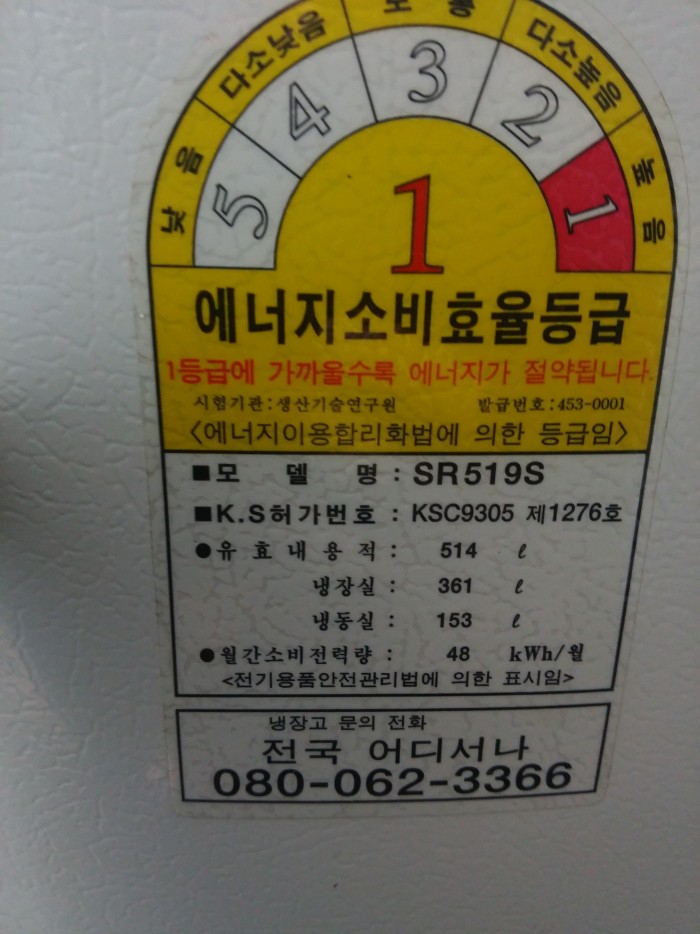 보통
다소낮음
다소높음
낮음
높음
5
4
3
2
1
1
에너지소비효율등급
1등급에 가까울수록 에너지가 절약됩니다.
시험기관:생산기술연구원 발급번호:453-0001
<에너지이용합리화법에 의한 등급임>
■모 델 명 : SR519S
■K.S허가번호 : KSC9305 제1276호
●유효내용적 : 514 ℓ
냉장실 : 361 ℓ
냉동실 : 153 ℓ
●월간소비전력량 : 48 kWh/월
<전기용품안전관리법에 의한 표시임>
냉장고 문의 전화
전국 어디서나
080-062-3366